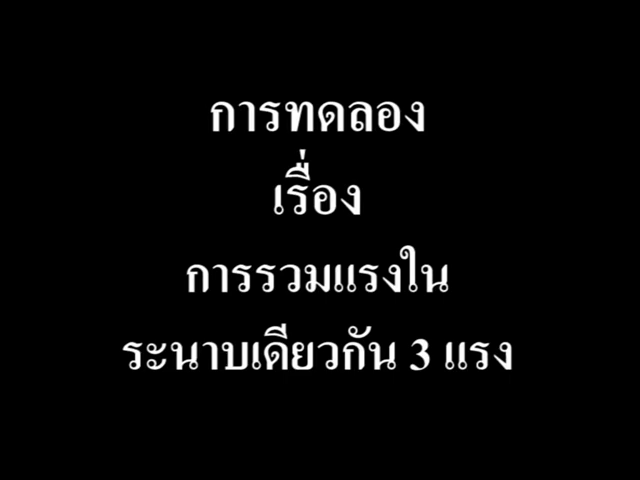 การทดลอง
เรื่อง
การรวมแรงใน
ระนาบเดียวกัน 3 แรง